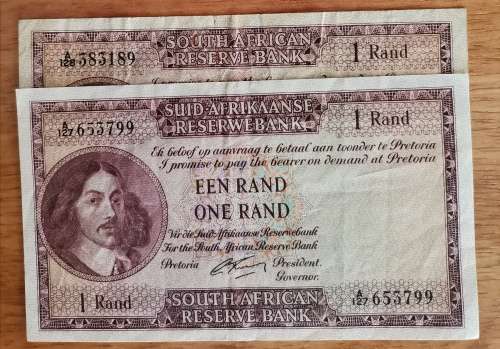 A/128 383189
SOUTH AFRICAN
RESERVE BANK
1 Rand
A/127 653799
SUID-AFRIKAANSE
RESERWEBANK
1 Rand
Ek beloof op aanvraag te betaal aan toonder te Pretoria
I promise to pay the bearer on demand at Pretoria
EEN RAND
ONE RAND
Vir die Suid-Afrikaanse Reserwebank
For the South African Reserve Bank
Pretoria
President.
Governor.
1 Rand
SOUTH AFRICAN
RESERVE BANK
A/127 653799